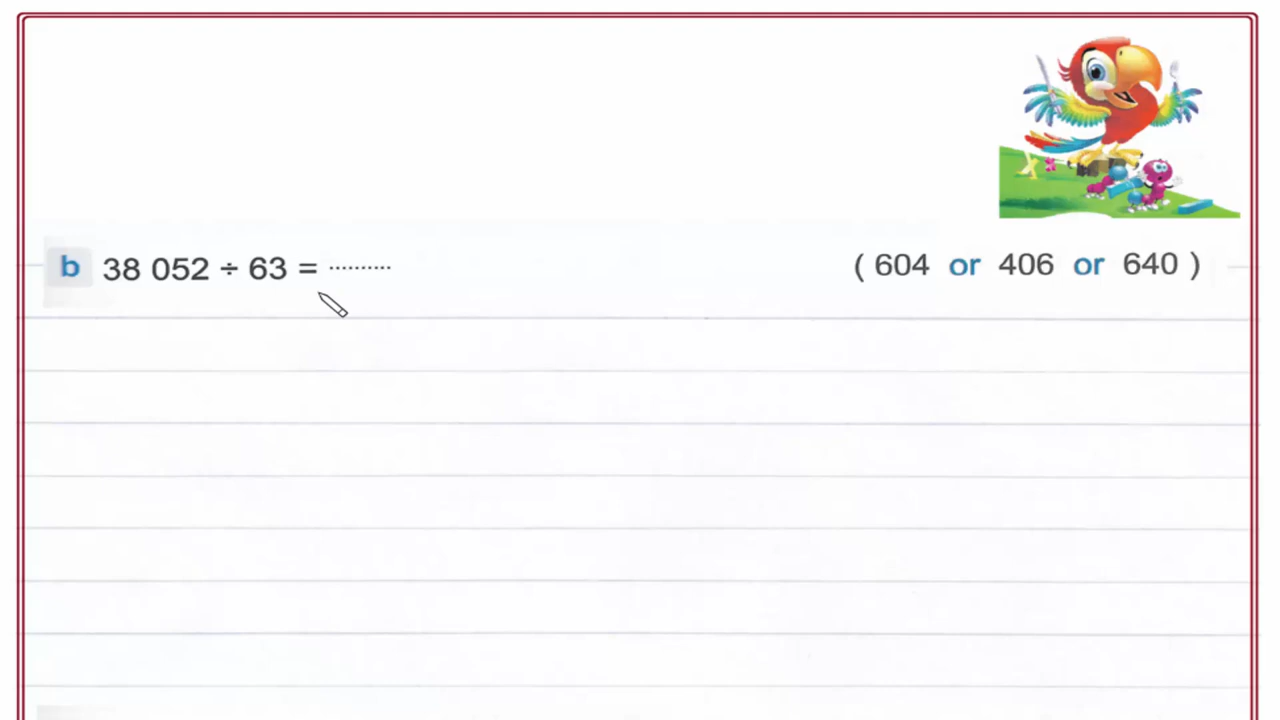 b 38 052 ÷ 63 = .......... ( 604 or 406 or 640 )